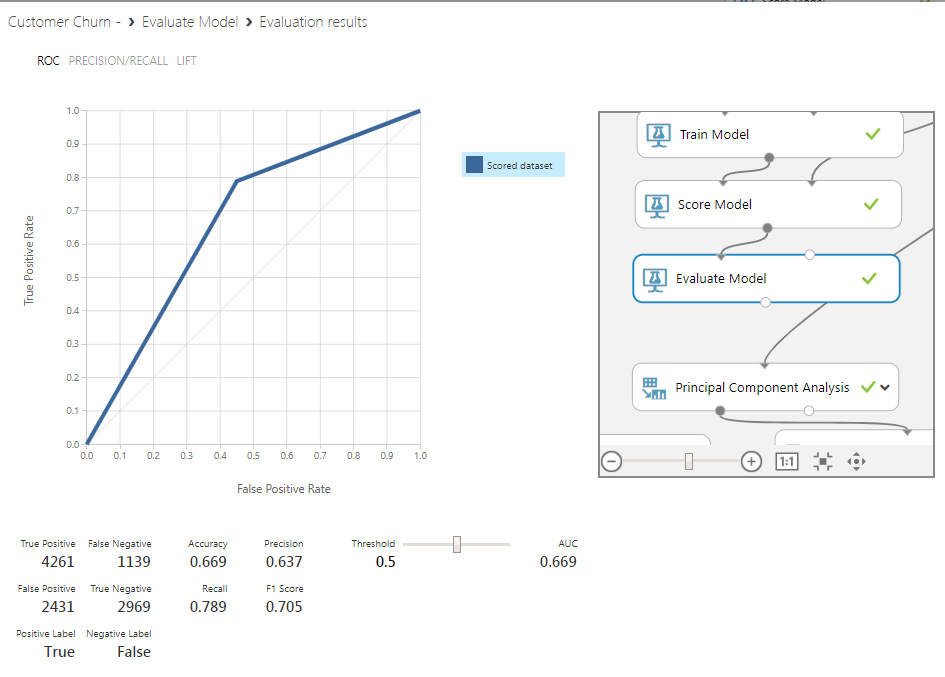 Customer Churn - › Evaluate Model › Evaluation results
ROC PRECISION/RECALL LIFT
1.0
0.9
0.8
0.7
0.6
0.5
0.4
0.3
0.2
0.1
0.0
True Positive Rate
0.0 0.1 0.2 0.3 0.4 0.5 0.6 0.7 0.8 0.9 1.0
False Positive Rate
Scored dataset
Train Model
Score Model
Evaluate Model
Principal Component Analysis
1:1
True Positive False Negative Accuracy Precision Threshold AUC
4261 1139 0.669 0.637 0.5 0.669
False Positive True Negative Recall F1 Score
2431 2969 0.789 0.705
Positive Label Negative Label
True False